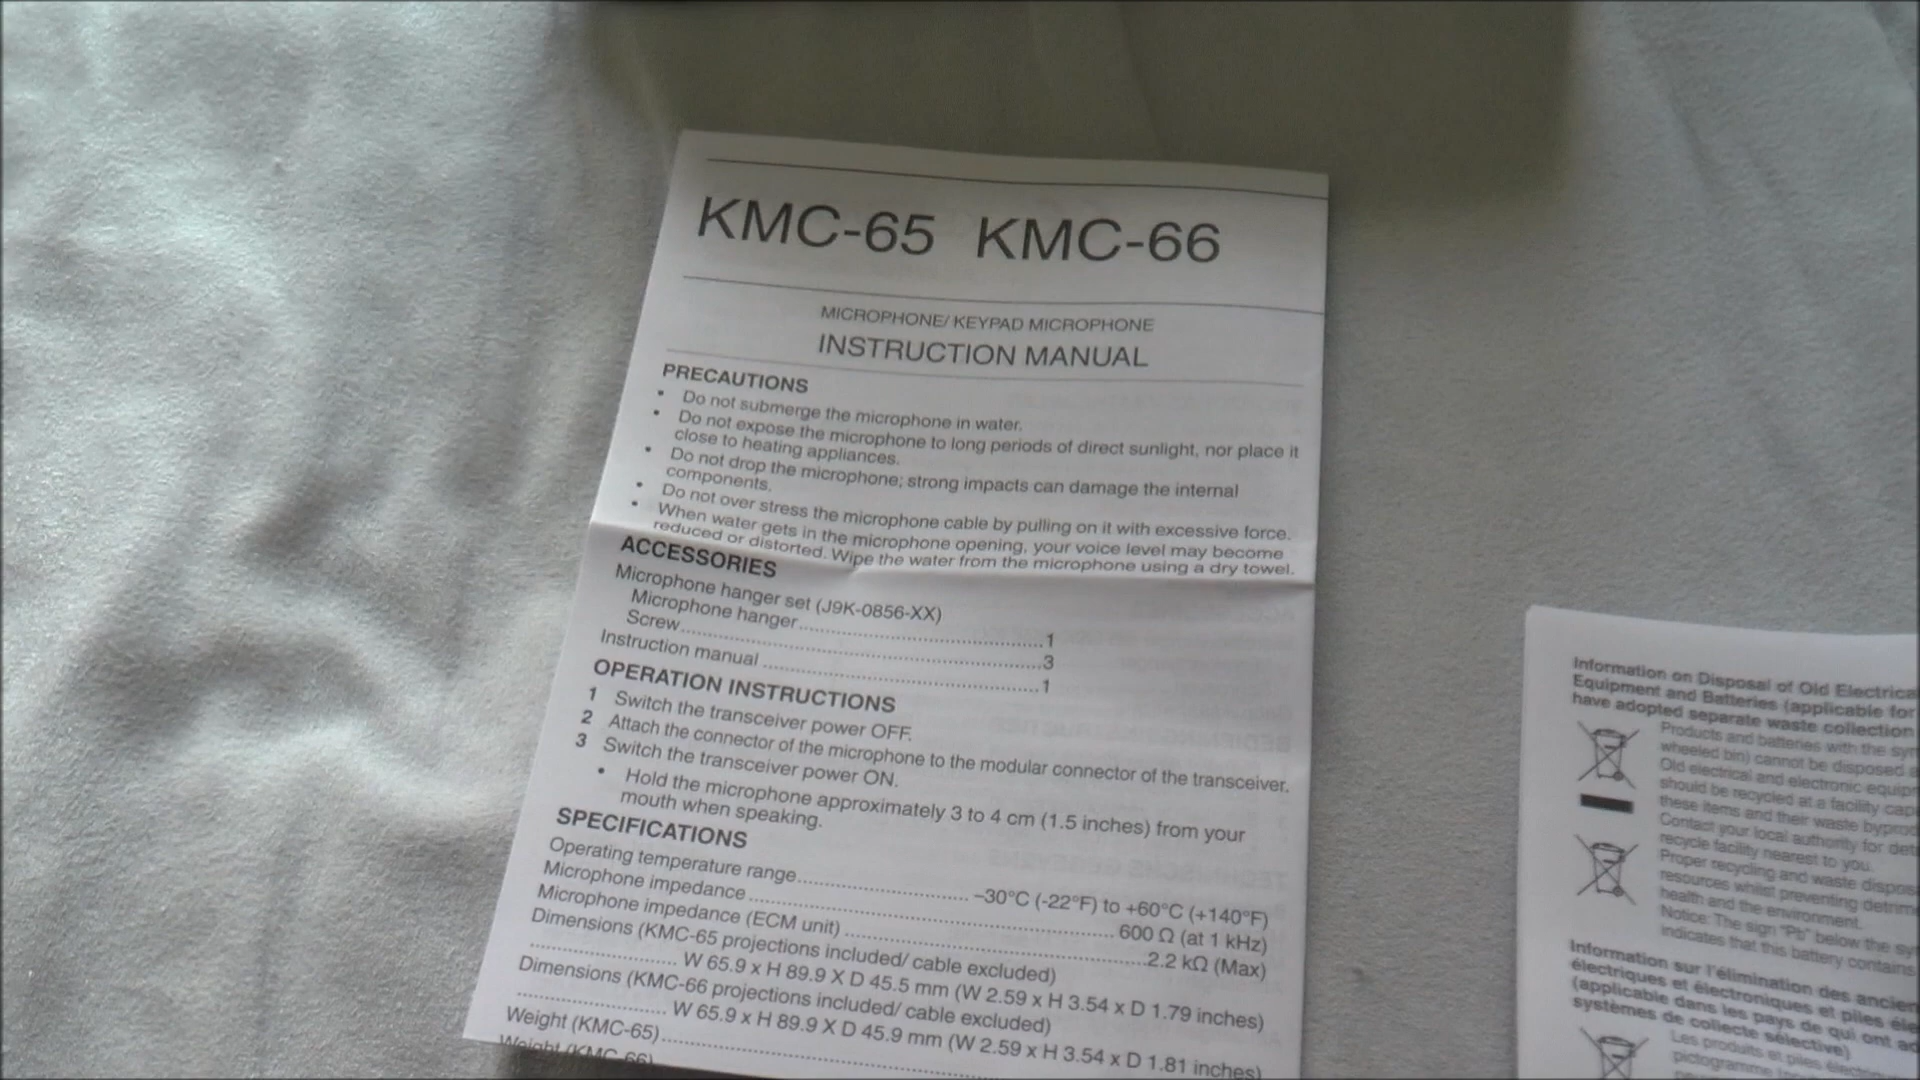 KMC-65 KMC-66
MICROPHONE/ KEYPAD MICROPHONE
INSTRUCTION MANUAL
PRECAUTIONS
• Do not submerge the microphone in water.
• Do not expose the microphone to long periods of direct sunlight, nor place it
close to heating appliances.
• Do not drop the microphone; strong impacts can damage the internal
components.
• Do not over stress the microphone cable by pulling on it with excessive force.
• When water gets in the microphone opening, your voice level may become
reduced or distorted. Wipe the water from the microphone using a dry towel.
ACCESSORIES
Microphone hanger set (J9K-0856-XX)
Microphone hanger.......................................1
Screw..........................................................3
Instruction manual ............................................1
OPERATION INSTRUCTIONS
1 Switch the transceiver power OFF.
2 Attach the connector of the microphone to the modular connector of the transceiver.
3 Switch the transceiver power ON.
• Hold the microphone approximately 3 to 4 cm (1.5 inches) from your
mouth when speaking.
SPECIFICATIONS
Operating temperature range............................ –30°C (-22°F) to +60°C (+140°F)
Microphone impedance ............................................................ 600 Ω (at 1 kHz)
Microphone impedance (ECM unit) ..................................................2.2 kΩ (Max)
Dimensions (KMC-65 projections included/ cable excluded)
......................... W 65.9 x H 89.9 X D 45.5 mm (W 2.59 x H 3.54 x D 1.79 inches)
Dimensions (KMC-66 projections included/ cable excluded)
......................... W 65.9 x H 89.9 X D 45.9 mm (W 2.59 x H 3.54 x D 1.81 inches)
Weight (KMC-65)....................................
Weight (KMC-66)
Information on Disposal of Old Electrica
Equipment and Batteries (applicable for
have adopted separate waste collection
Products and batteries with the sym
wheeled bin) cannot be disposed a
Old electrical and electronic equipm
should be recycled at a facility cap
these items and their waste byprod
Contact your local authority for det
recycle facility nearest to you.
Proper recycling and waste dispos
resources whilst preventing detrim
health and the environment.
Notice: The sign "Pb" below the sy
indicates that this battery contains
Information sur l'élimination des ancien
électriques et électroniques et piles éle
(applicable dans les pays de qui ont ad
systèmes de collecte sélective)
Les produits et piles électriqu
pictogramme